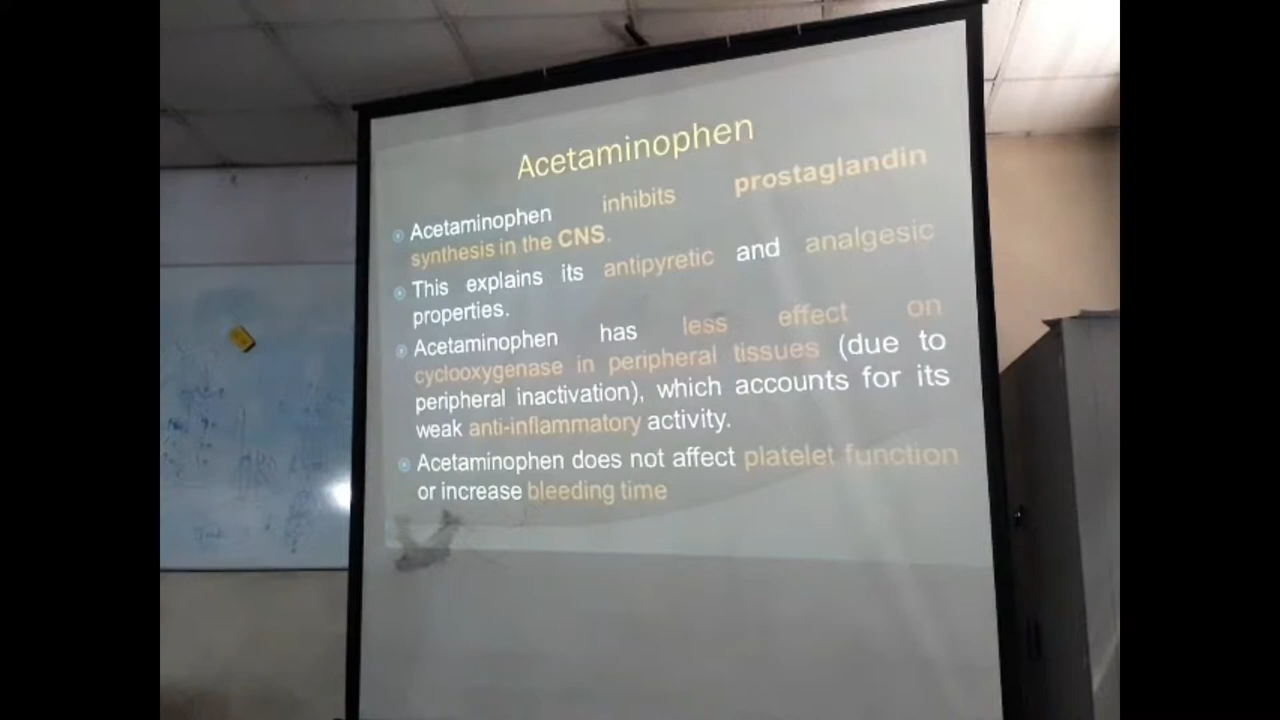 Acetaminophen
Acetaminophen inhibits prostaglandin
synthesis in the CNS.
This explains its antipyretic and analgesic
properties.
Acetaminophen has less effect on
cyclooxygenase in peripheral tissues (due to
peripheral inactivation), which accounts for its
weak anti-inflammatory activity.
Acetaminophen does not affect platelet function
or increase bleeding time